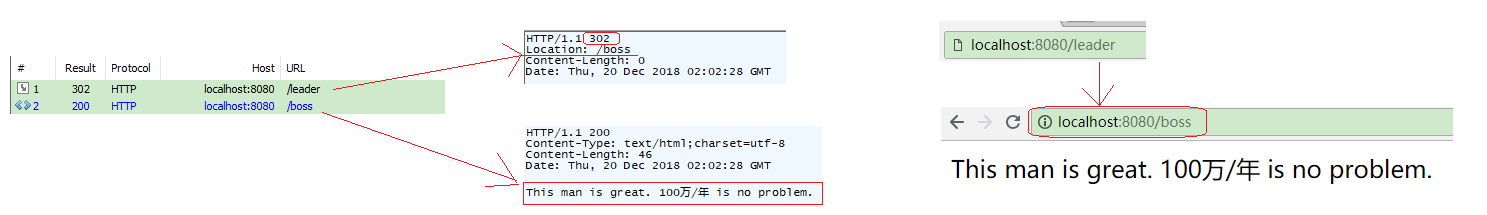 # Result Protocol Host URL
1 302 HTTP localhost:8080 /leader
2 200 HTTP localhost:8080 /boss
HTTP/1.1 302
Location: /boss
Content-Length: 0
Date: Thu, 20 Dec 2018 02:02:28 GMT
HTTP/1.1 200
Content-Type: text/html;charset=utf-8
Content-Length: 46
Date: Thu, 20 Dec 2018 02:02:28 GMT
This man is great. 100万/年 is no problem.
localhost:8080/leader
localhost:8080/boss
This man is great. 100万/年 is no problem.